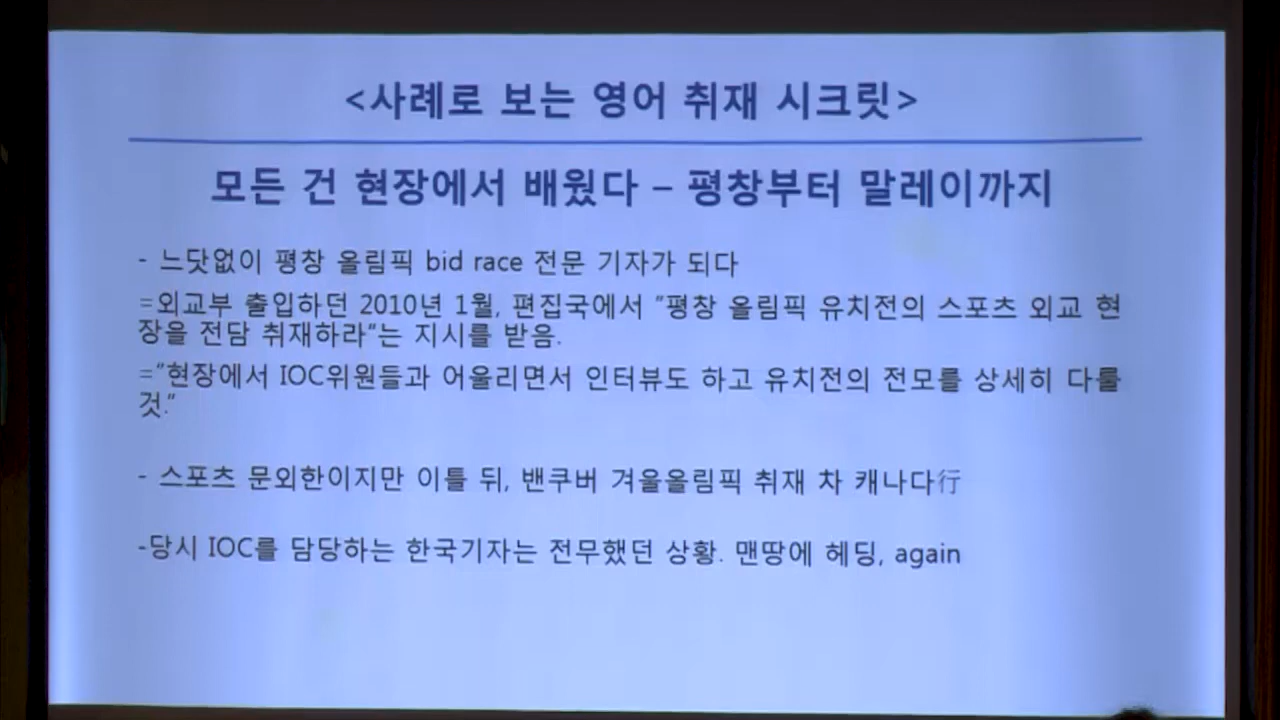 <사례로 보는 영어 취재 시크릿>
모든 건 현장에서 배웠다 – 평창부터 말레이까지
- 느닷없이 평창 올림픽 bid race 전문 기자가 되다
=외교부 출입하던 2010년 1월, 편집국에서 "평창 올림픽 유치전의 스포츠 외교 현
장을 전담 취재하라"는 지시를 받음.
="현장에서 IOC위원들과 어울리면서 인터뷰도 하고 유치전의 전모를 상세히 다룰
것."
- 스포츠 문외한이지만 이틀 뒤, 밴쿠버 겨울올림픽 취재 차 캐나다行
-당시 IOC를 담당하는 한국기자는 전무했던 상황. 맨땅에 헤딩, again